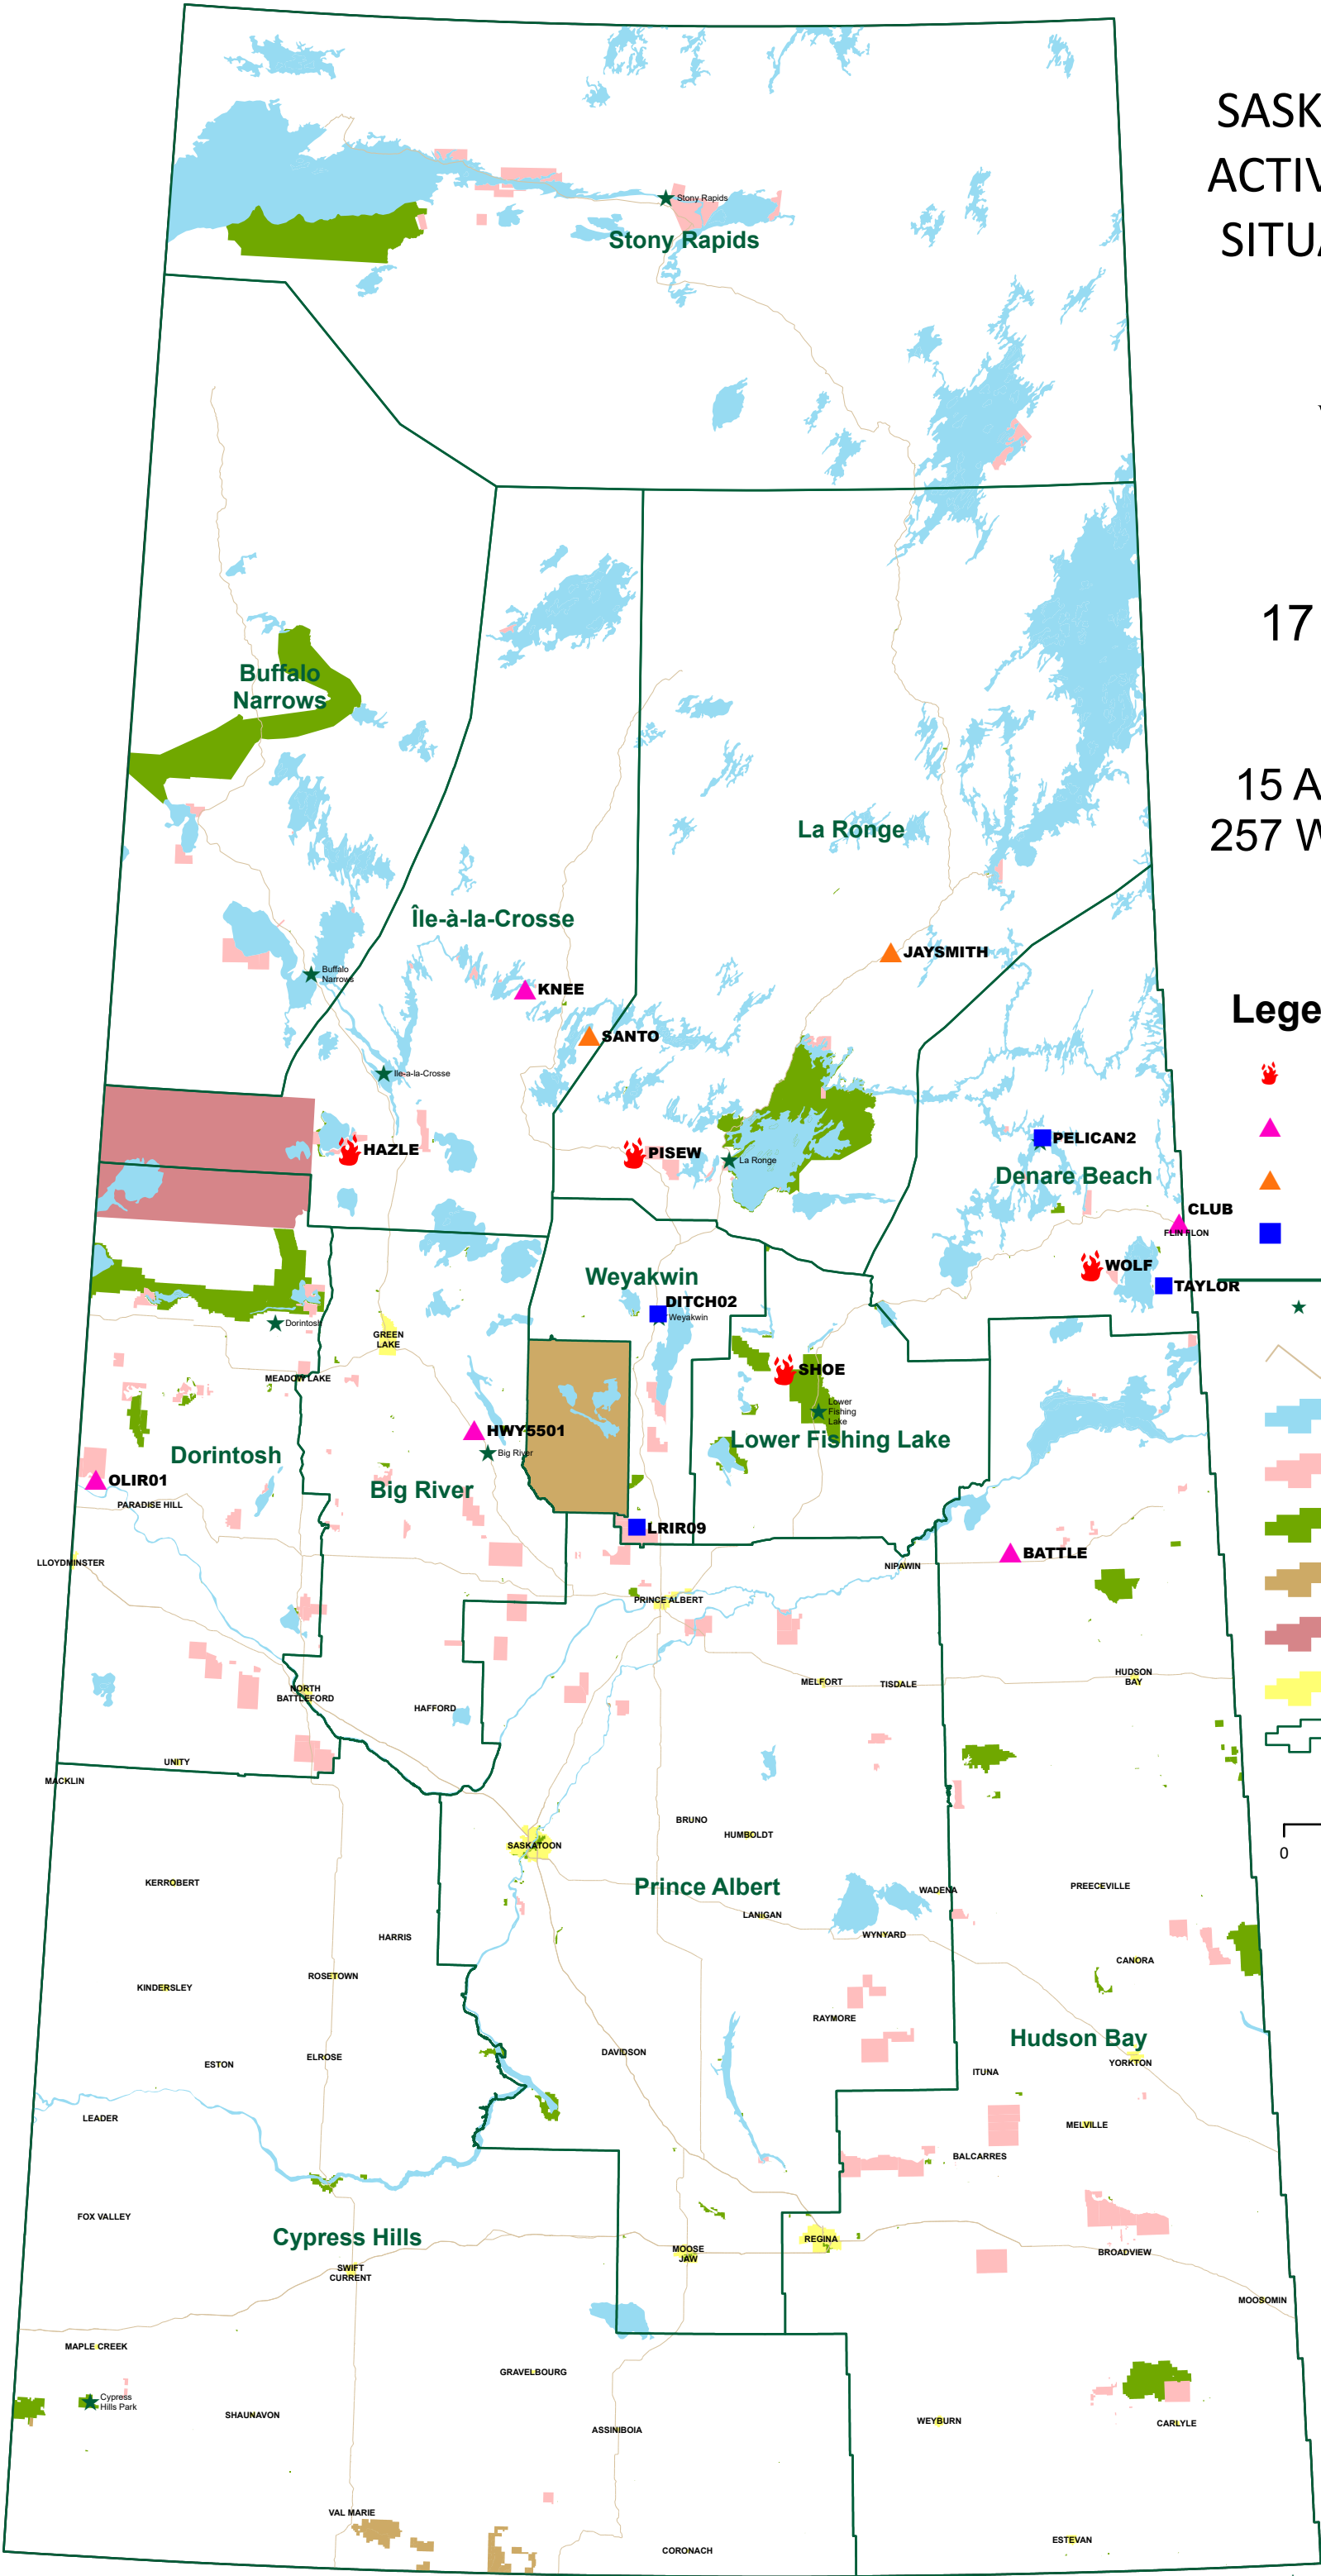 SASK
ACTIV
SITUA
Stony Rapids
Stony Rapids
17
Buffalo
Narrows
15 A
257 W
La Ronge
Île-à-la-Crosse
JAYSMITH
Buffalo
Narrows
KNEE
Lege
SANTO
Ile-a-la-Crosse
PELICAN2
HAZLE
PISEW
La Ronge
Denare Beach
CLUB
FLIN FLON
WOLF
Weyakwin
TAYLOR
DITCH02
Weyakwin
Dorintosh
GREEN
LAKE
SHOE
MEADOW LAKE
Lower
Fishing
Lake
HWY5501
Lower Fishing Lake
Big River
Dorintosh
OLIR01
Big River
PARADISE HILL
LRIR09
BATTLE
LLOYDMINSTER
NIPAWIN
PRINCE ALBERT
HUDSON
BAY
MELFORT
TISDALE
NORTH
BATTLEFORD
HAFFORD
UNITY
MACKLIN
BRUNO
HUMBOLDT
SASKATOON
0
KERROBERT
Prince Albert
WADENA
PREECEVILLE
LANIGAN
WYNYARD
HARRIS
CANORA
ROSETOWN
KINDERSLEY
RAYMORE
Hudson Bay
DAVIDSON
ELROSE
ESTON
YORKTON
ITUNA
LEADER
MELVILLE
BALCARRES
FOX VALLEY
Cypress Hills
REGINA
MOOSE
JAW
BROADVIEW
SWIFT
CURRENT
MOOSOMIN
MAPLE CREEK
GRAVELBOURG
Cypress
Hills Park
SHAUNAVON
WEYBURN
CARLYLE
ASSINIBOIA
VAL MARIE
ESTEVAN
CORONACH